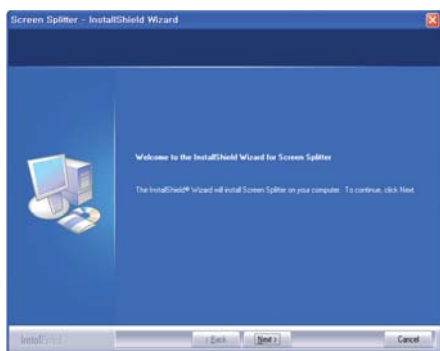 Screen Splitter - InstallShield Wizard
Welcome to the InstallShield Wizard for Screen Splitter
The InstallShield® Wizard will install Screen Splitter on your computer. To continue, click Next.
InstallShield
< Back
Next >
Cancel